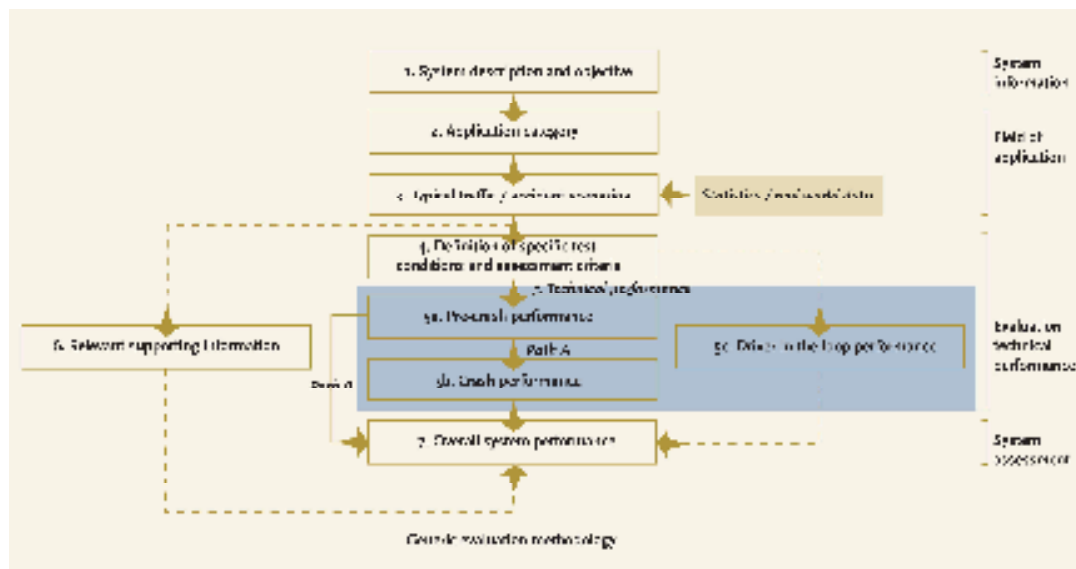 1. System description and objective
System
information
2. Application category
Field of
application
3. Typical traffic / accident scenarios
Statistics / real world data
4. Definition of specific test
conditions and assessment criteria
5. Technical performance
5a. Pre-crash performance
6. Relevant supporting information
5c. Driver in the loop performance
Evaluation
technical
performance
Path A
5b. Crash performance
Path B
7. Overall system performance
System
assessment
Generic evaluation methodology